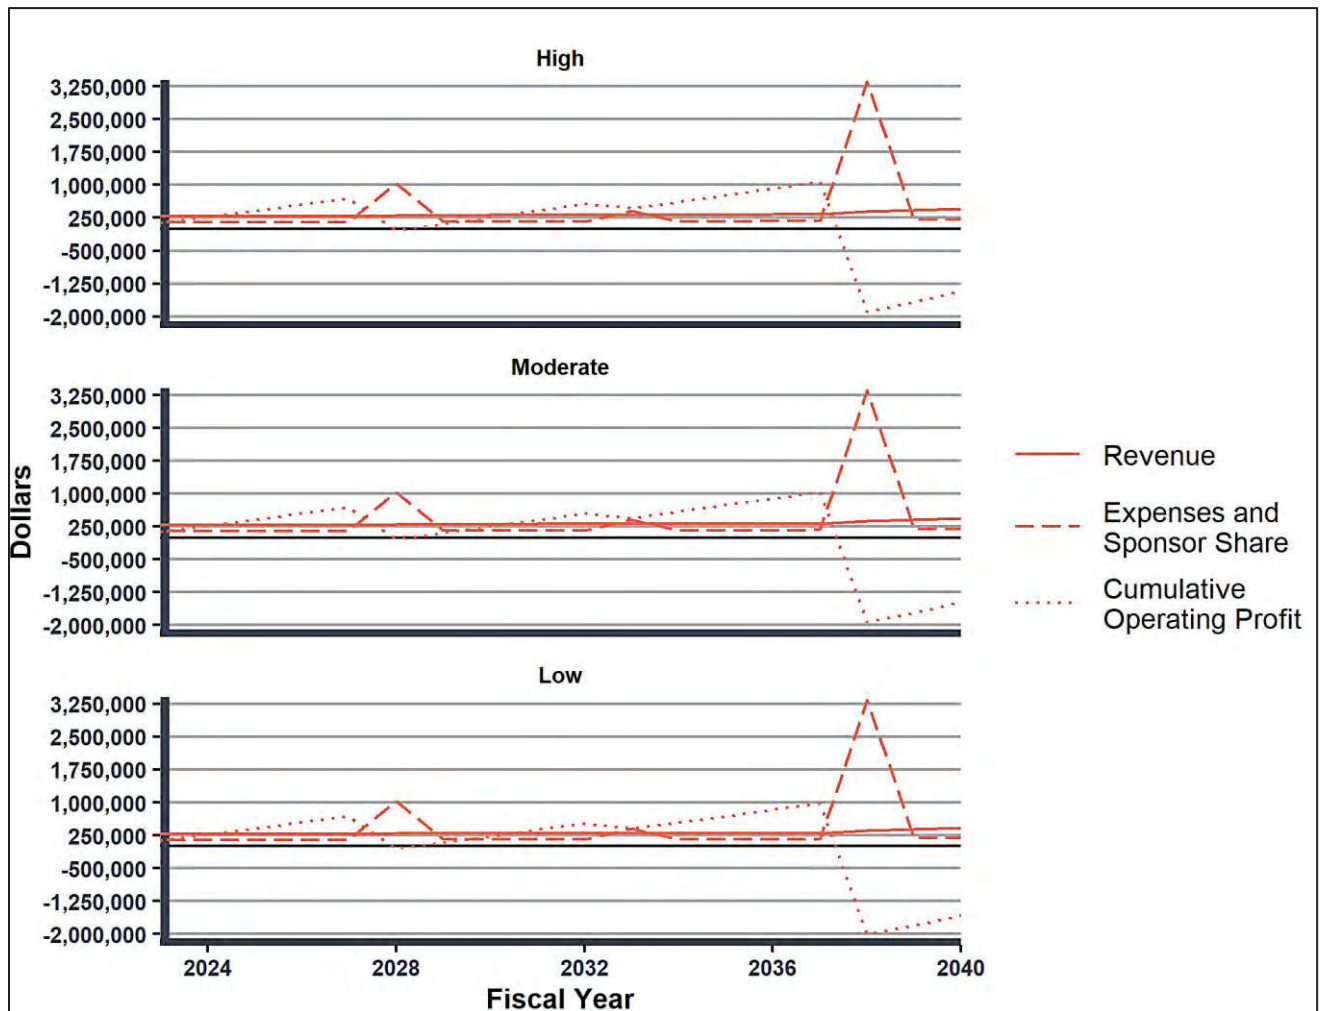 High
3,250,000
2,500,000
1,750,000
1,000,000
250,000
-500,000
-1,250,000
-2,000,000
Moderate
3,250,000
2,500,000
1,750,000
1,000,000
250,000
-500,000
-1,250,000
-2,000,000
Dollars
Revenue
Expenses and
Sponsor Share
Cumulative
Operating Profit
Low
3,250,000
2,500,000
1,750,000
1,000,000
250,000
-500,000
-1,250,000
-2,000,000
2024 2028 2032 2036 2040
Fiscal Year